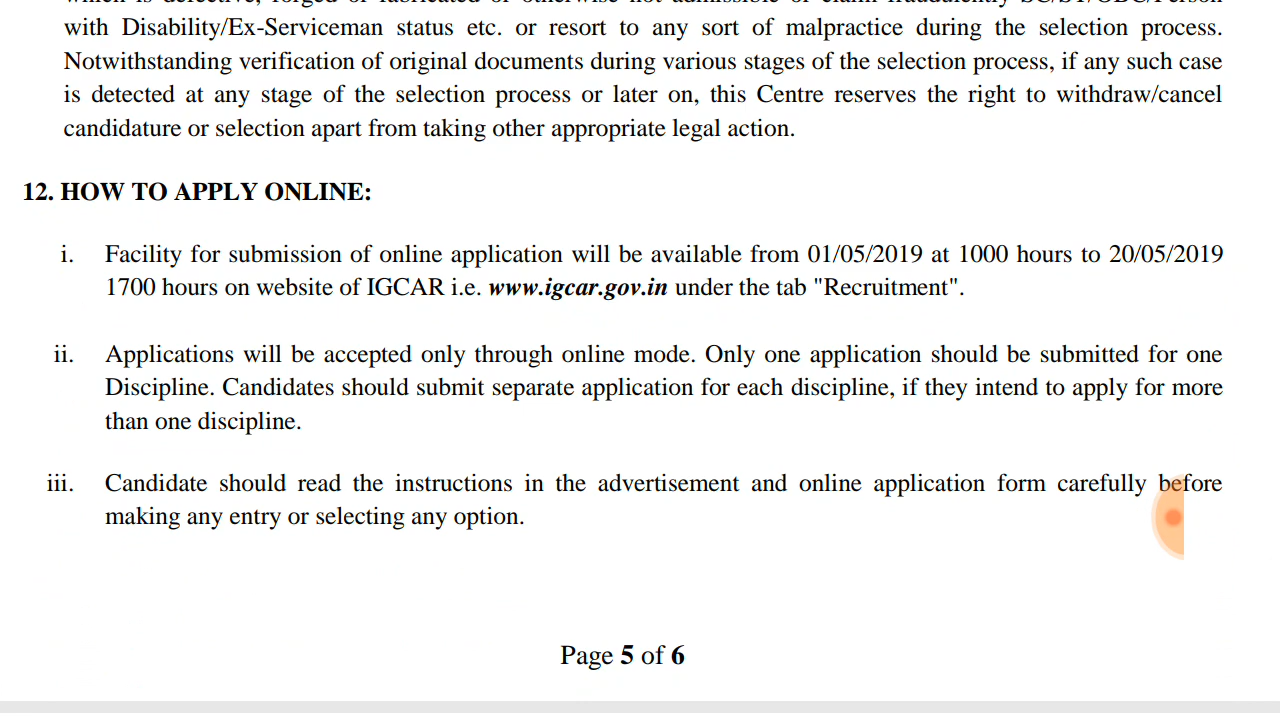 with Disability/Ex-Serviceman status etc. or resort to any sort of malpractice during the selection process.
Notwithstanding verification of original documents during various stages of the selection process, if any such case
is detected at any stage of the selection process or later on, this Centre reserves the right to withdraw/cancel
candidature or selection apart from taking other appropriate legal action.
12. HOW TO APPLY ONLINE:
i. Facility for submission of online application will be available from 01/05/2019 at 1000 hours to 20/05/2019
1700 hours on website of IGCAR i.e. www.igcar.gov.in under the tab "Recruitment".
ii. Applications will be accepted only through online mode. Only one application should be submitted for one
Discipline. Candidates should submit separate application for each discipline, if they intend to apply for more
than one discipline.
iii. Candidate should read the instructions in the advertisement and online application form carefully before
making any entry or selecting any option.
Page 5 of 6